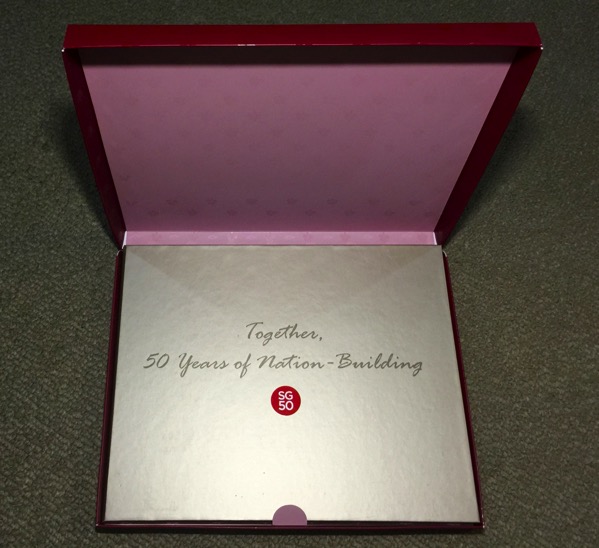 Together,
50 Years of Nation-Building
SG
50